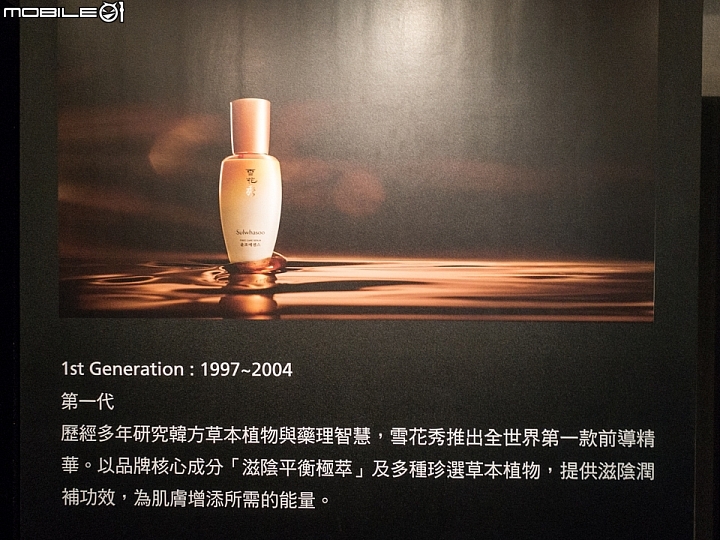 MOBILE01
雪
花
秀
Sulwhasoo
1st Generation : 1997~2004
第一代
歷經多年研究韓方草本植物與藥理智慧，雪花秀推出全世界第一款前導精
華。以品牌核心成分「滋陰平衡極萃」及多種珍選草本植物，提供滋陰潤
補功效，為肌膚增添所需的能量。